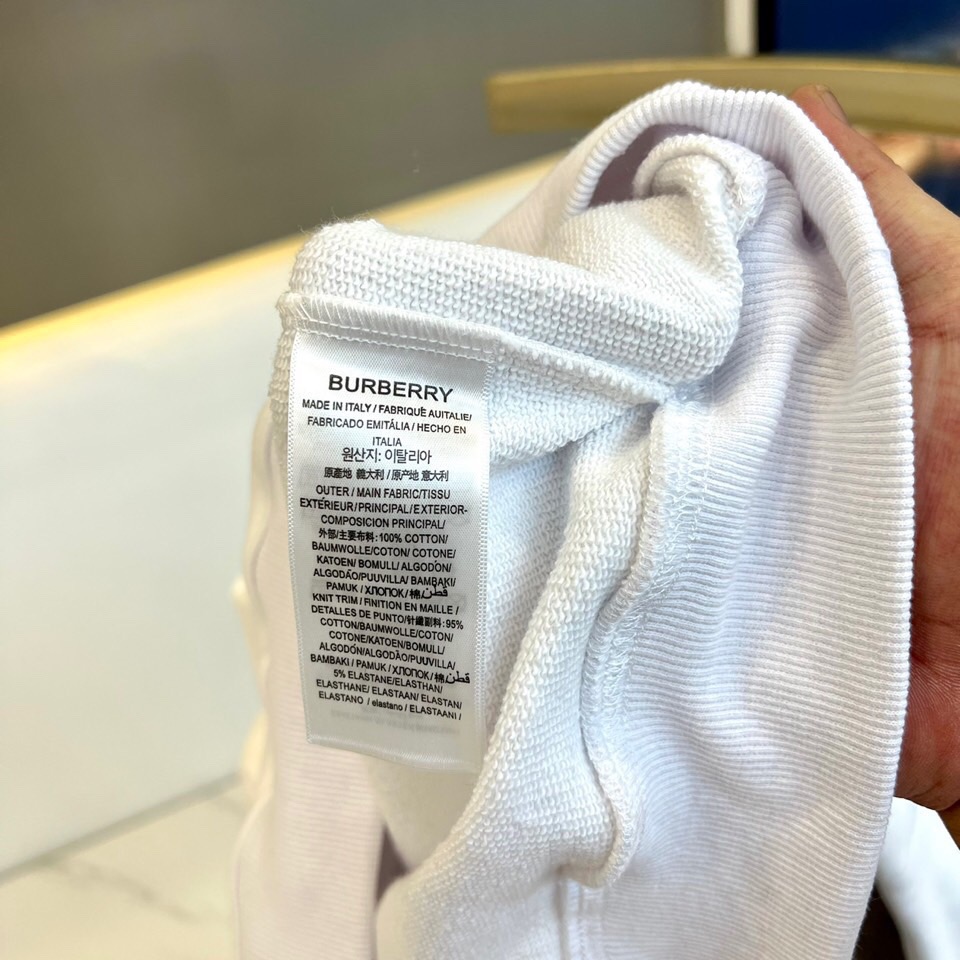 BURBERRY
MADE IN ITALY / FABRIQUÈ AUITALIE/
FABRICADO EMITÁLIA / HECHO EN
ITALIA
원산지: 이탈리아
原產地 義大利 / 原产地 意大利
OUTER / MAIN FABRIC/TISSU
EXTÉRIEUR/PRINCIPAL/EXTERIOR-
COMPOSICION PRINCIPAL/
外部/主要布料: 100% COTTON/
BAUMWOLLE/COTON/ COTONE/
KATOEN/ BOMULL/ ALGODÓN/
ALGODÃO/PUUVILLA/ BAMBAKI/
PAMUK / ХЛОПОК/棉/قطن
KNIT TRIM / FINITION EN MAILLE /
DETALLES DE PUNTO/針織副料: 95%
COTTON/BAUMWOLLE/COTON/
COTONE/KATOEN/BOMULL/
ALGODÓN/ALGODÃO/PUUVILLA/
BAMBAKI / PAMUK / ХЛОПОК/棉/قطن
5% ELASTANE/ELASTHAN/
ELASTHANE/ ELASTAAN/ ELASTAN/
ELASTANO / elastano / ELASTAANI /